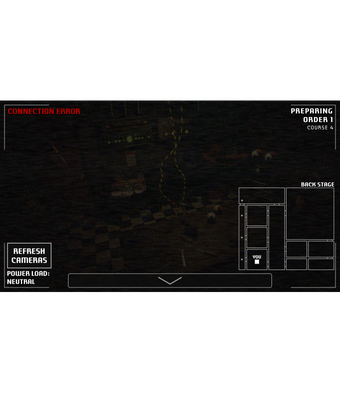 CONNECTION ERROR
PREPARING
ORDER 1
COURSE 4
BACK STAGE
YOU
REFRESH
CAMERAS
POWER LOAD:
NEUTRAL